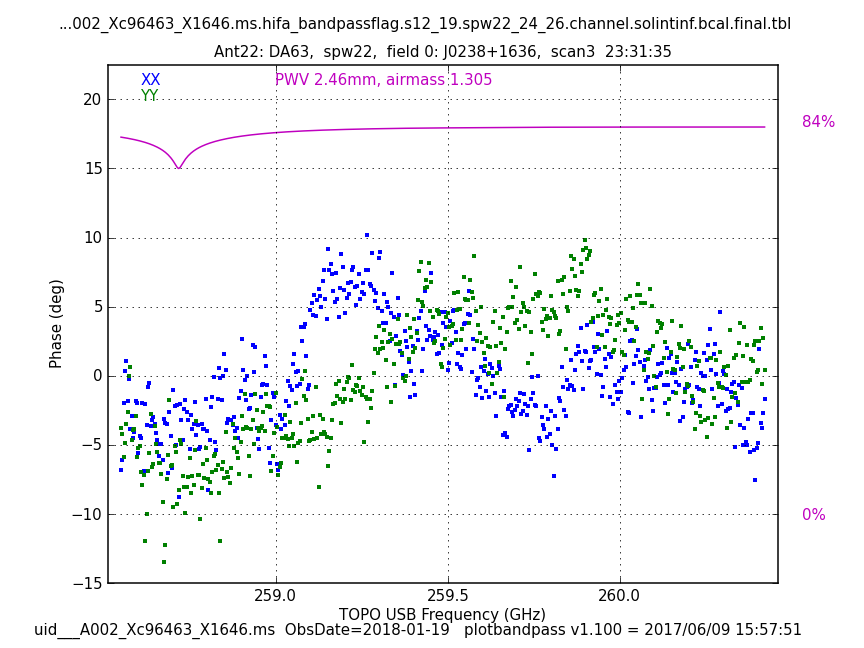 ...002_Xc96463_X1646.ms.hifa_bandpassflag.s12_19.spw22_24_26.channel.solintinf.bcal.final.tbl
Ant22: DA63,  spw22,  field 0: J0238+1636,  scan3  23:31:35
XX
PWV 2.46mm, airmass 1.305
YY
20
84%
15
10
5
Phase (deg)
0
−5
−10
0%
−15
259.0
259.5
260.0
TOPO USB Frequency (GHz)
uid___A002_Xc96463_X1646.ms  ObsDate=2018-01-19   plotbandpass v1.100 = 2017/06/09 15:57:51